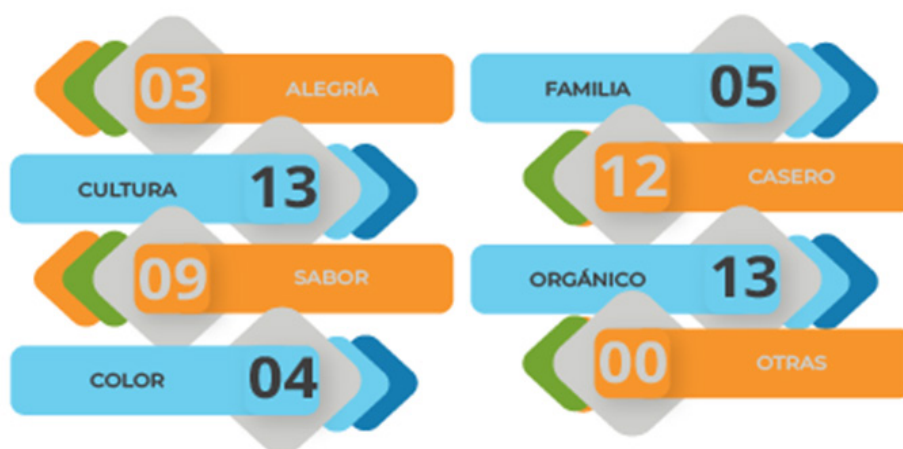 03 ALEGRÍA
CULTURA 13
09 SABOR
COLOR 04
FAMILIA 05
12 CASERO
ORGÁNICO 13
00 OTRAS